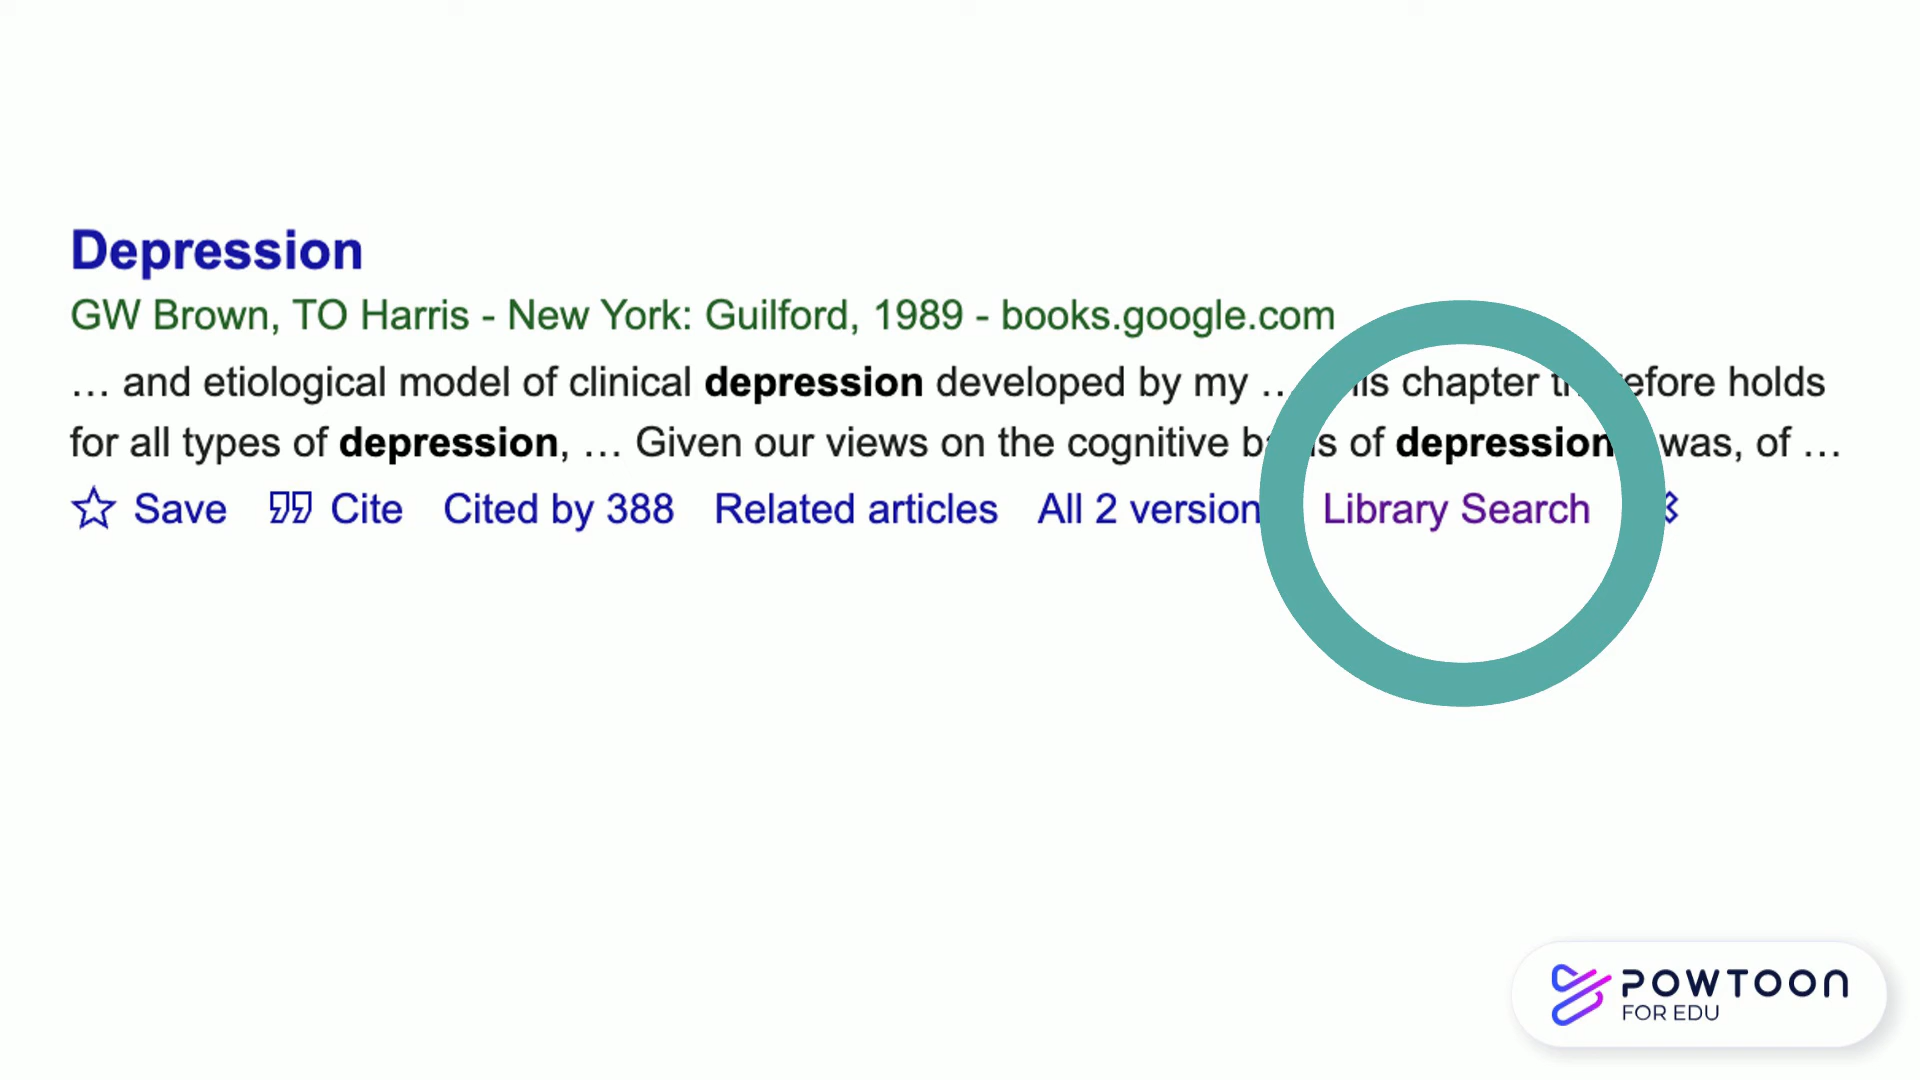 Depression
GW Brown, TO Harris - New York: Guilford, 1989 - books.google.com
… and etiological model of clinical depression developed by my … chapter holds
for all types of depression, … Given our views on the cognitive of depression was, of …
Save Cite Cited by 388 Related articles All 2 version Library Search
POWTOON
FOR EDU